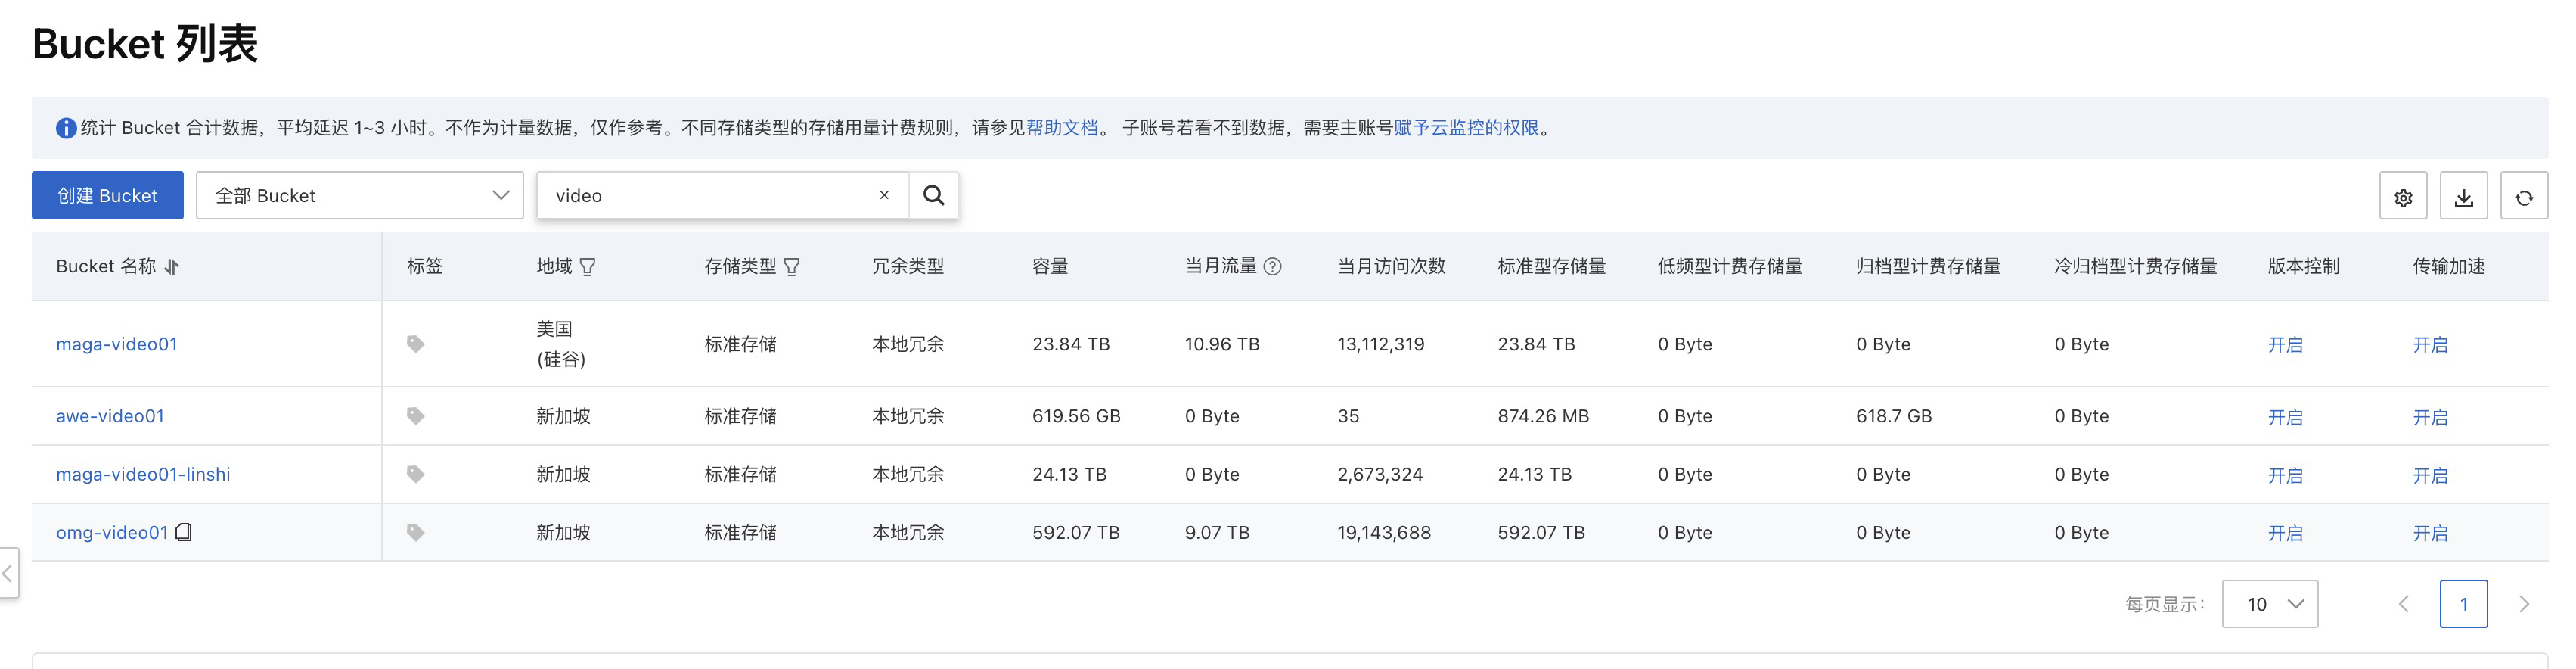 Bucket 列表
统计 Bucket 合计数据，平均延迟 1~3 小时。不作为计量数据，仅作参考。不同存储类型的存储用量计费规则，请参见帮助文档。 子账号若看不到数据，需要主账号赋予云监控的权限。
创建 Bucket 全部 Bucket video
Bucket 名称 标签 地域 存储类型 冗余类型 容量 当月流量 当月访问次数 标准型存储量 低频型计费存储量 归档型计费存储量 冷归档型计费存储量 版本控制 传输加速
maga-video01 美国 (硅谷) 标准存储 本地冗余 23.84 TB 10.96 TB 13,112,319 23.84 TB 0 Byte 0 Byte 0 Byte 开启 开启
awe-video01 新加坡 标准存储 本地冗余 619.56 GB 0 Byte 35 874.26 MB 0 Byte 618.7 GB 0 Byte 开启 开启
maga-video01-linshi 新加坡 标准存储 本地冗余 24.13 TB 0 Byte 2,673,324 24.13 TB 0 Byte 0 Byte 0 Byte 开启 开启
omg-video01 新加坡 标准存储 本地冗余 592.07 TB 9.07 TB 19,143,688 592.07 TB 0 Byte 0 Byte 0 Byte 开启 开启
每页显示： 10 1